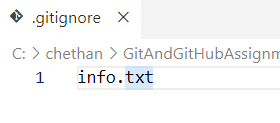 .gitignore
C: > chethan > GitAndGitHubAssignm
1 info.txt